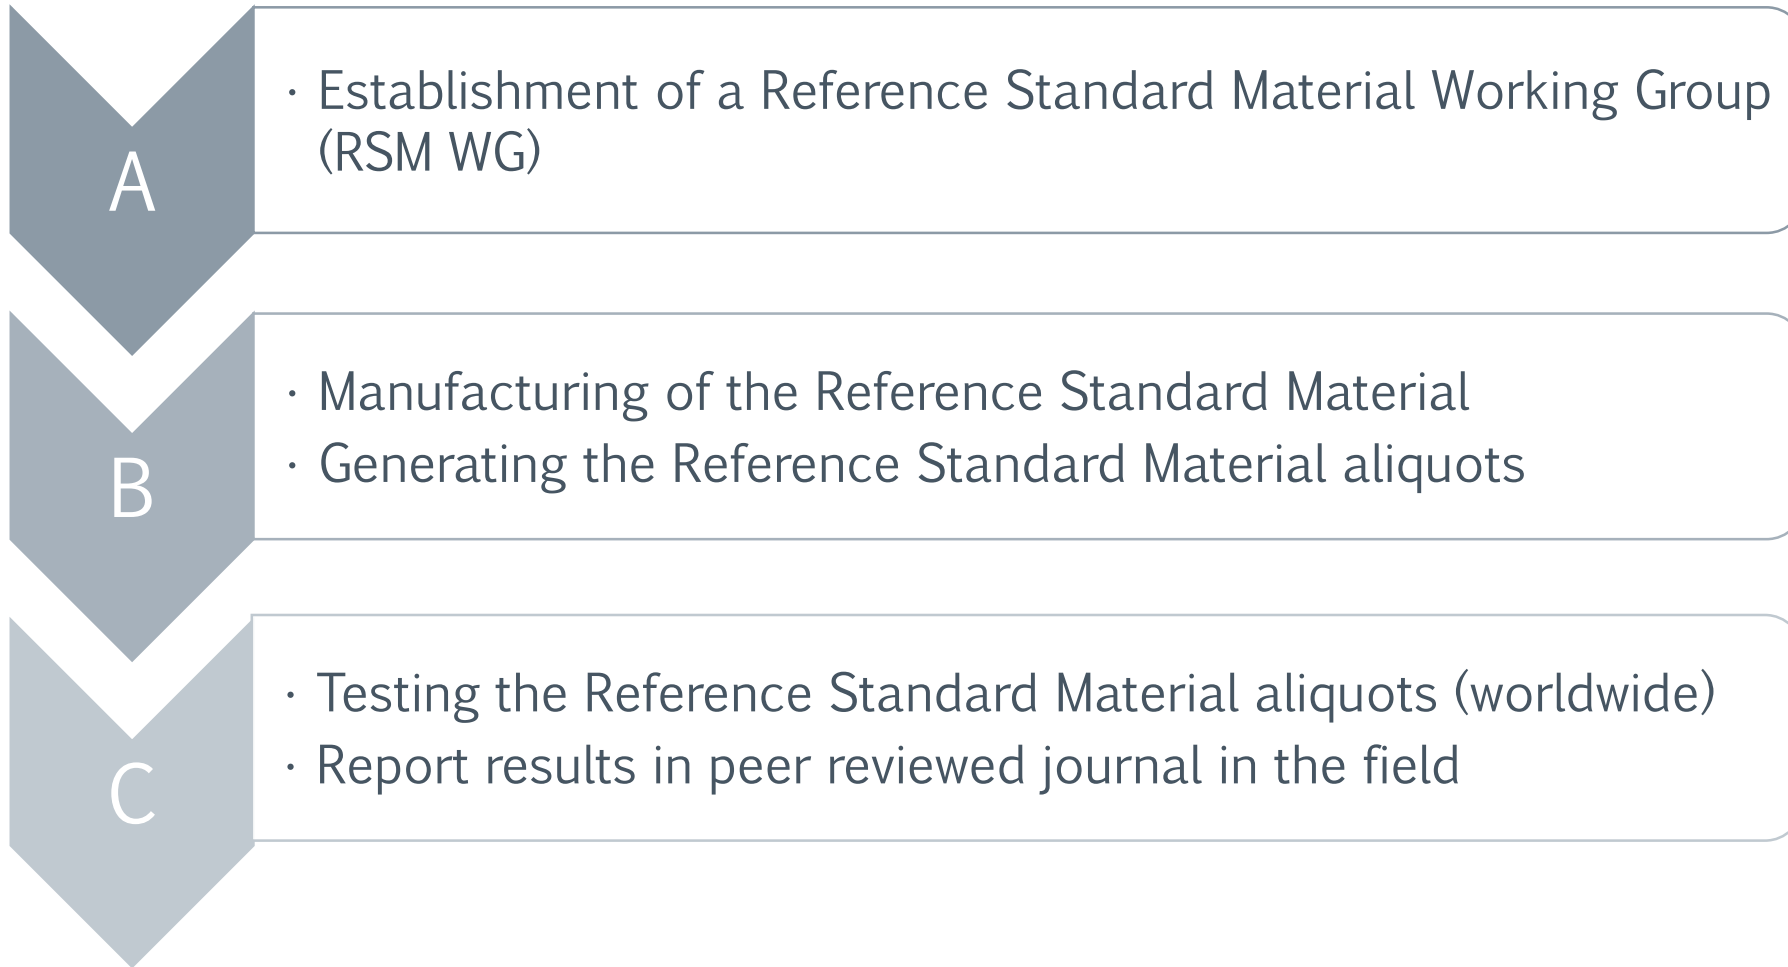 A
· Establishment of a Reference Standard Material Working Group
(RSM WG)
B
· Manufacturing of the Reference Standard Material
· Generating the Reference Standard Material aliquots
C
· Testing the Reference Standard Material aliquots (worldwide)
· Report results in peer reviewed journal in the field